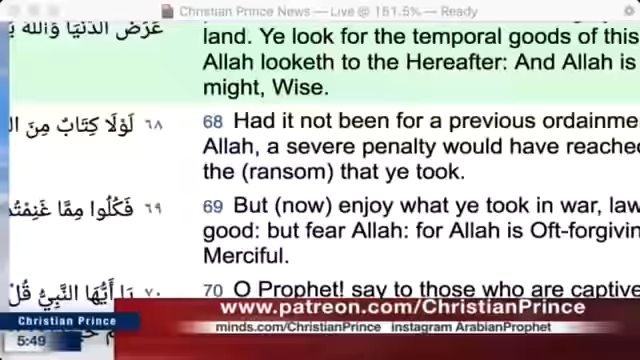 Christian Prince News — Live @ 151.5% — Ready
عَرَضَ الدُّنْيَا وَاللَّهُ
land. Ye look for the temporal goods of this
Allah looketh to the Hereafter: And Allah is
might, Wise.
٦٨ لَوْلَا كِتَابٌ مِنَ
68 Had it not been for a previous ordainme
Allah, a severe penalty would have reached
the (ransom) that ye took.
٦٩ فَكُلُوا مِمَّا غَنِمْتُ
69 But (now) enjoy what ye took in war, law
good: but fear Allah: for Allah is Oft-forgivin
Merciful.
٧٠ يَا أَيُّهَا النَّبِيُّ قُلْ
70 O Prophet! say to those who are captive
www.patreon.com/ChristianPrince
Christian Prince
minds.com/ChristianPrince instagram ArabianProphet
5:49